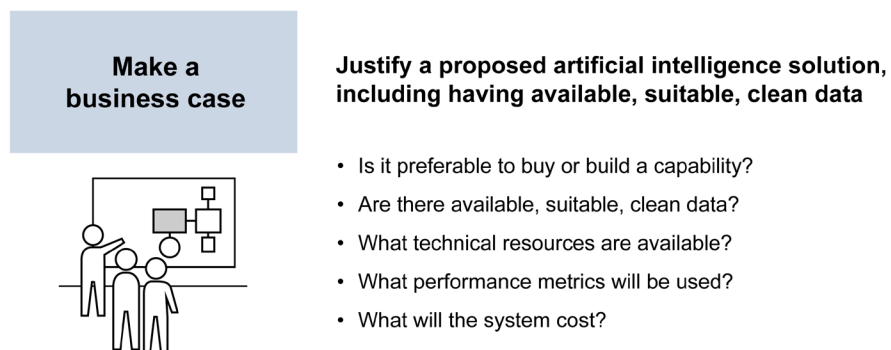 Make a
business case
Justify a proposed artificial intelligence solution,
including having available, suitable, clean data
• Is it preferable to buy or build a capability?
• Are there available, suitable, clean data?
• What technical resources are available?
• What performance metrics will be used?
• What will the system cost?